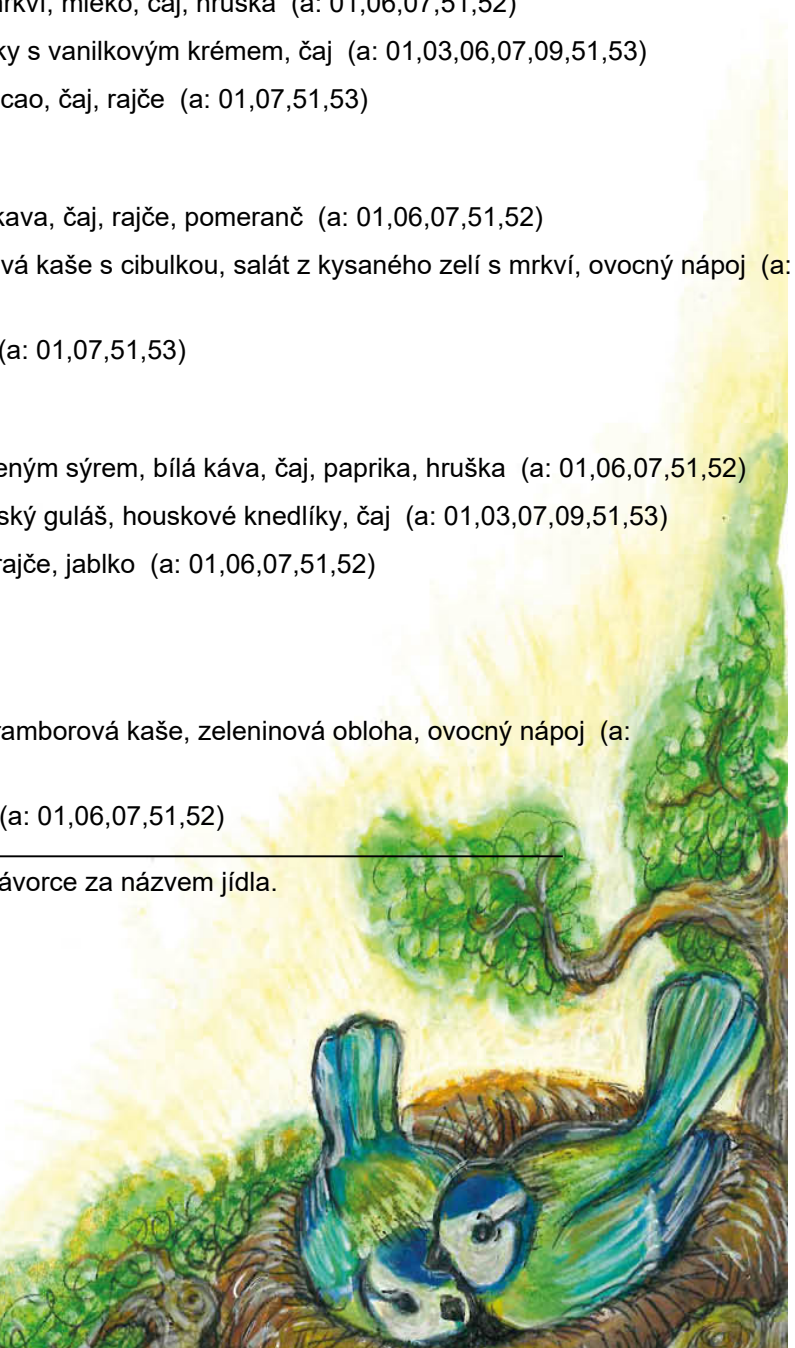 rkví, mléko, čaj, hruška (a: 01,06,07,51,52)
ky s vanilkovým krémem, čaj (a: 01,03,06,07,09,51,53)
cao, čaj, rajče (a: 01,07,51,53)
kava, čaj, rajče, pomeranč (a: 01,06,07,51,52)
vá kaše s cibulkou, salát z kysaného zelí s mrkví, ovocný nápoj (a:
(a: 01,07,51,53)
eným sýrem, bílá káva, čaj, paprika, hruška (a: 01,06,07,51,52)
ský guláš, houskové knedlíky, čaj (a: 01,03,07,09,51,53)
rajče, jablko (a: 01,06,07,51,52)
ramborová kaše, zeleninová obloha, ovocný nápoj (a:
(a: 01,06,07,51,52)
ávorce za názvem jídla.